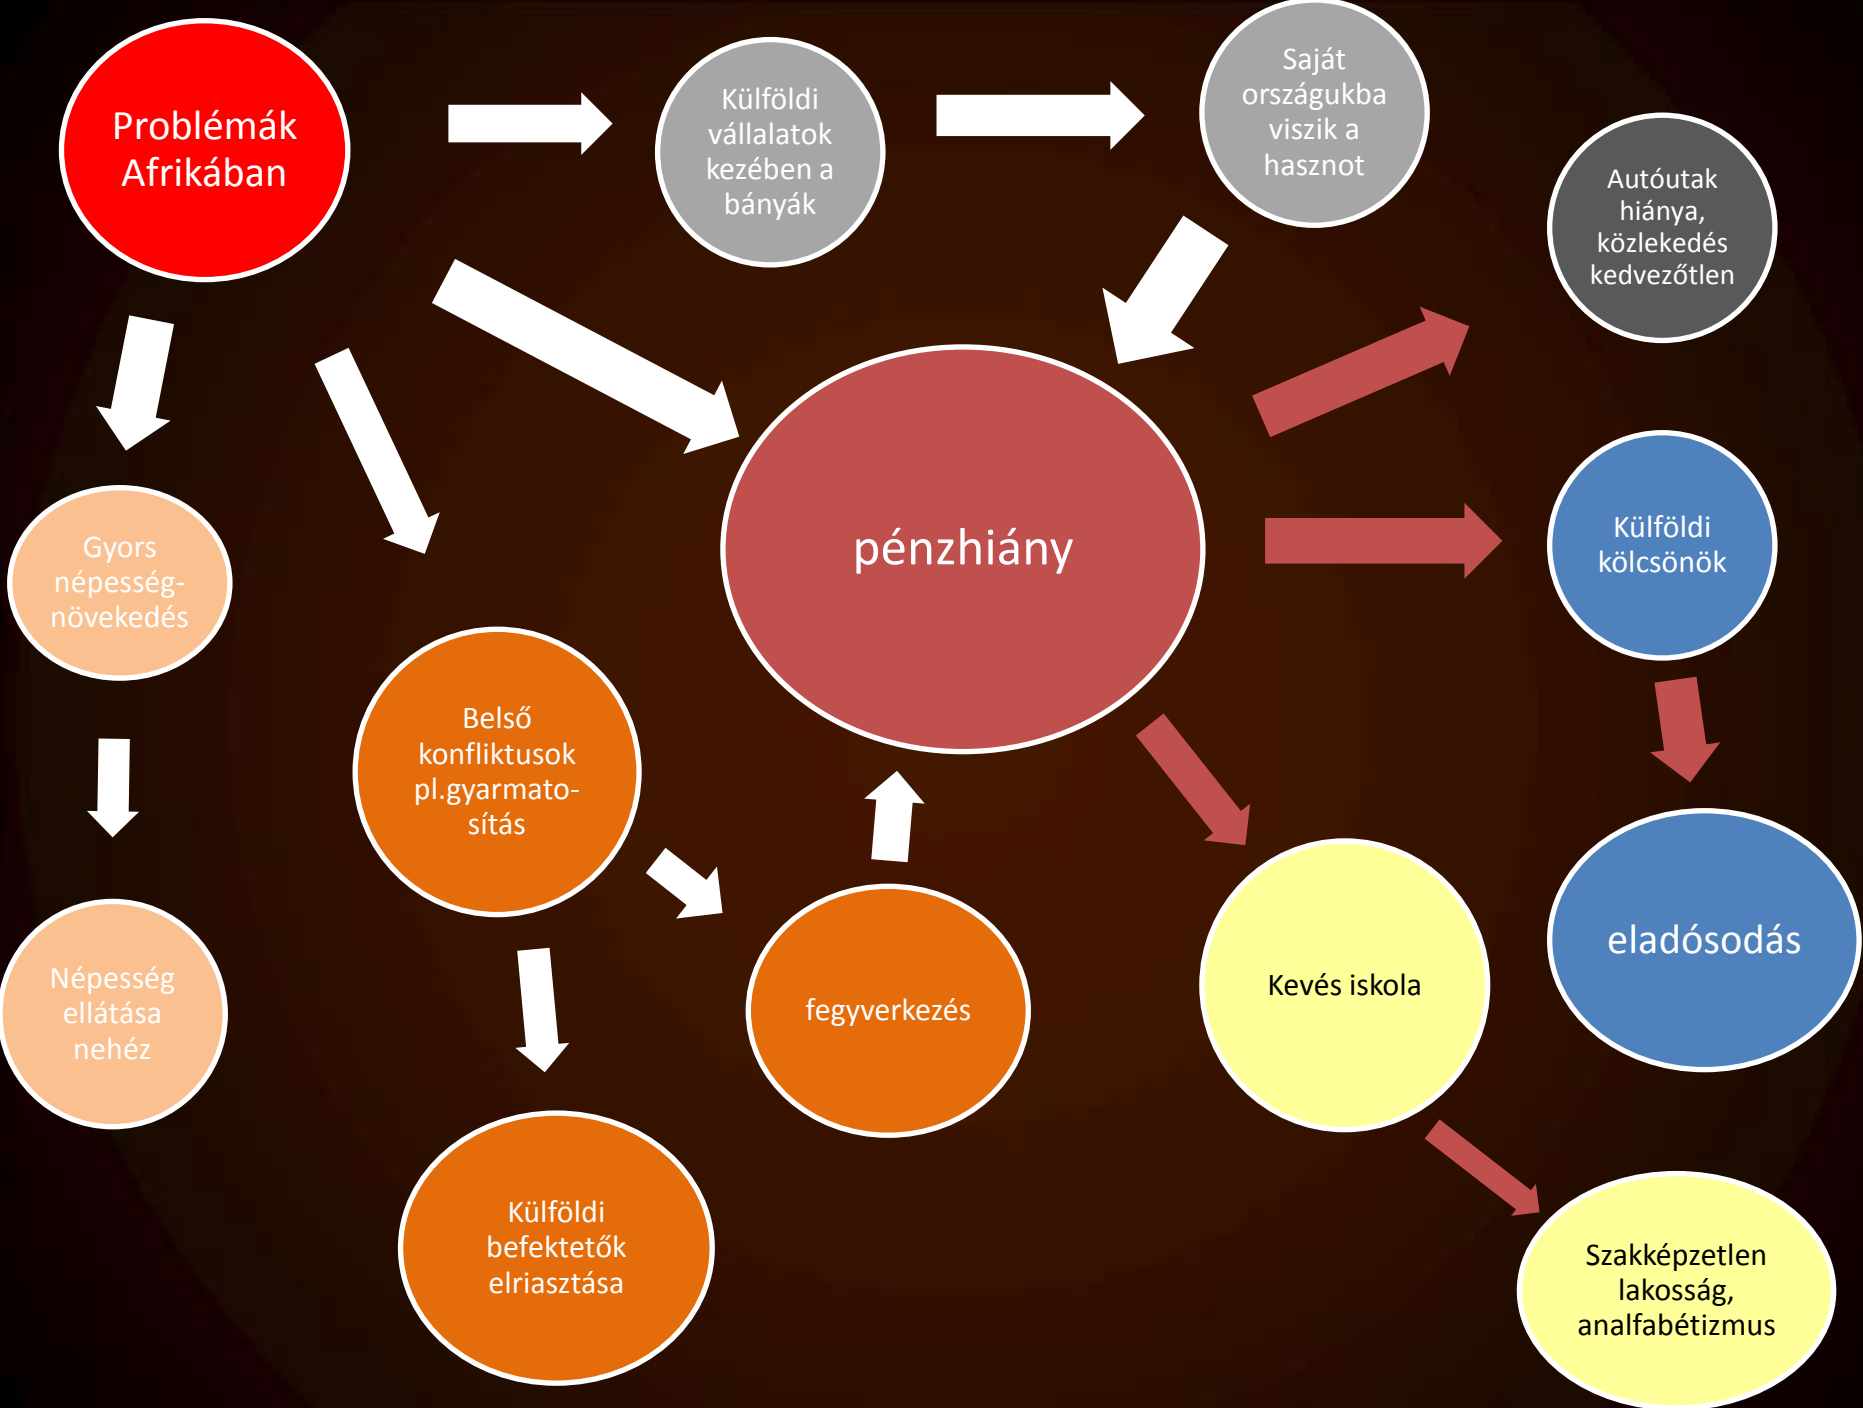 Problémák
Afrikában
Külföldi
vállalatok
kezében a
bányák
Saját
országukba
viszik a
hasznot
Autóutak
hiánya,
közlekedés
kedvezőtlen
pénzhiány
Külföldi
kölcsönök
Gyors
népesség-
növekedés
Belső
konfliktusok
pl.gyarmato-
sítás
eladósodás
Népesség
ellátása
nehéz
fegyverkezés
Kevés iskola
Külföldi
befektetők
elriasztása
Szakképzetlen
lakosság,
analfabétizmus